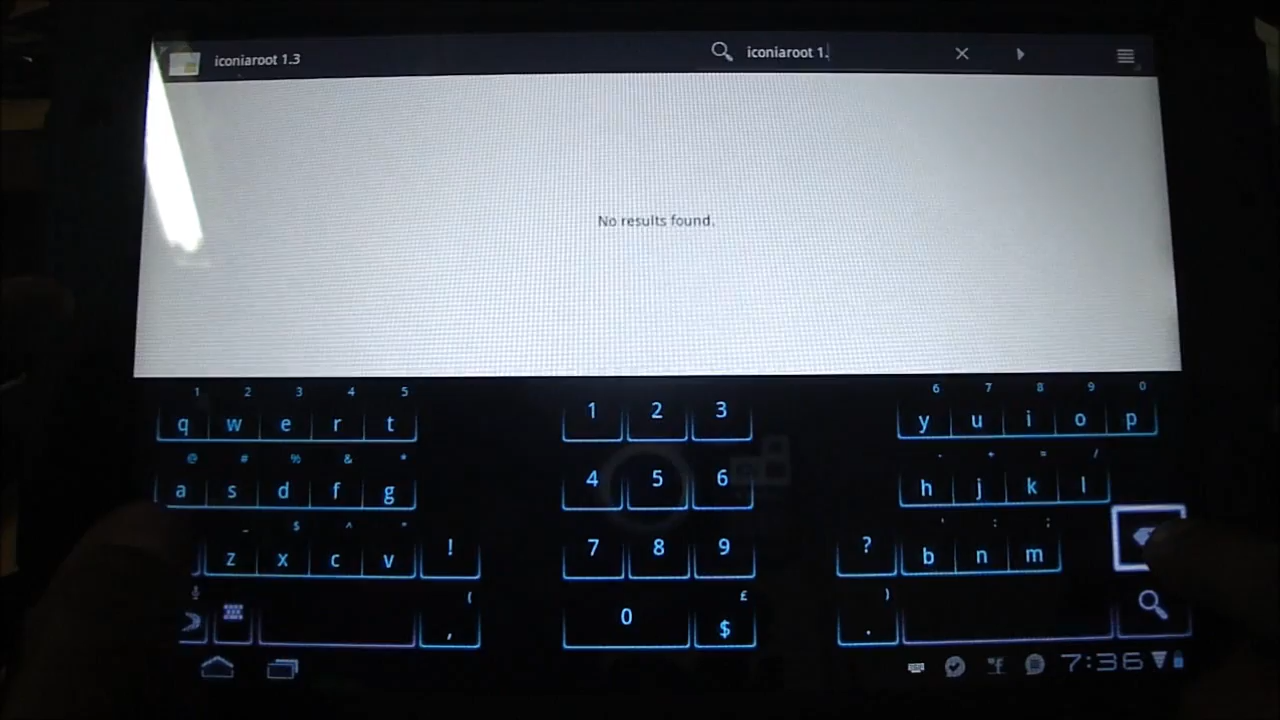 iconiaroot 1.3
iconiaroot 1.
No results found.
1 2 3 4 5
q w e r t
@ # % & *
a s d f g
_ $ ^ "
z x c v !
( 
,
1 2 3
4 5 6
7 8 9
£
0 $
6 7 8 9 0
y u i o p
- + = /
h j k l
' : ;
? b n m
)
.
7:36